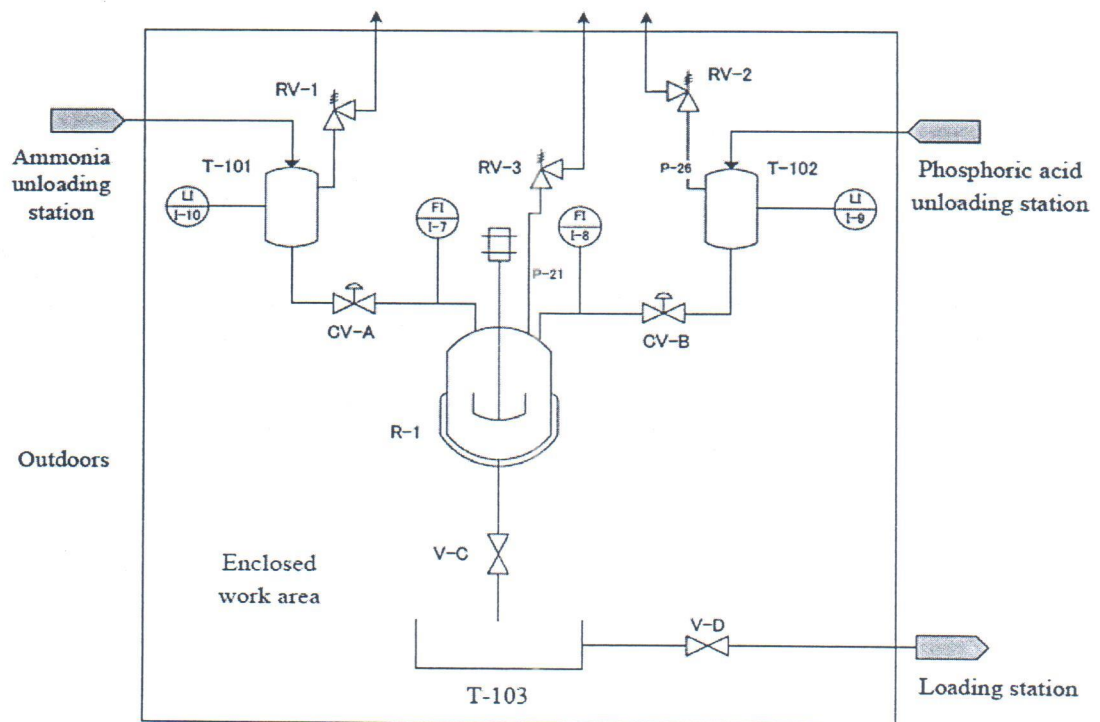 RV-1
RV-2
Ammonia
unloading
station
T-101
RV-3
P-26
T-102
Phosphoric acid
unloading station
LI
I-10
FI
I-7
FI
I-8
LI
I-9
P-21
CV-A
CV-B
R-1
Outdoors
V-C
Enclosed
work area
V-D
T-103
Loading station